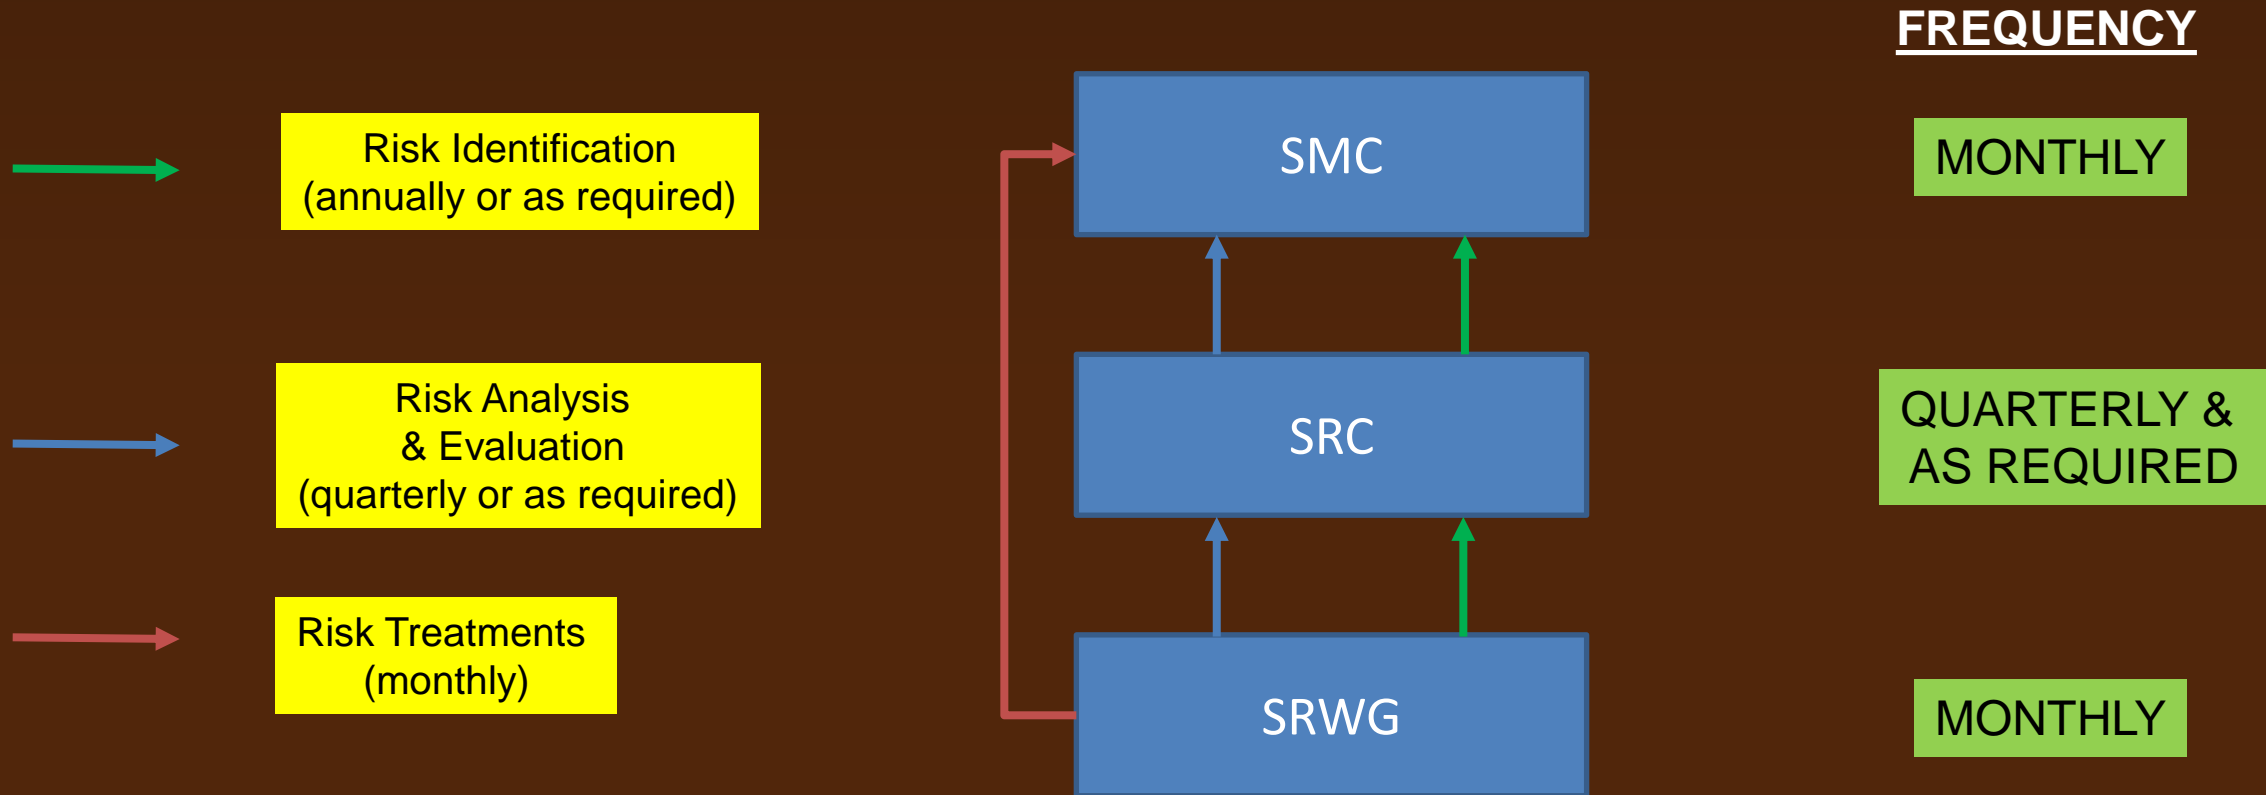 FREQUENCY
Risk Identification
(annually or as required)
SMC
MONTHLY
Risk Analysis
& Evaluation
(quarterly or as required)
SRC
QUARTERLY &
AS REQUIRED
Risk Treatments
(monthly)
SRWG
MONTHLY